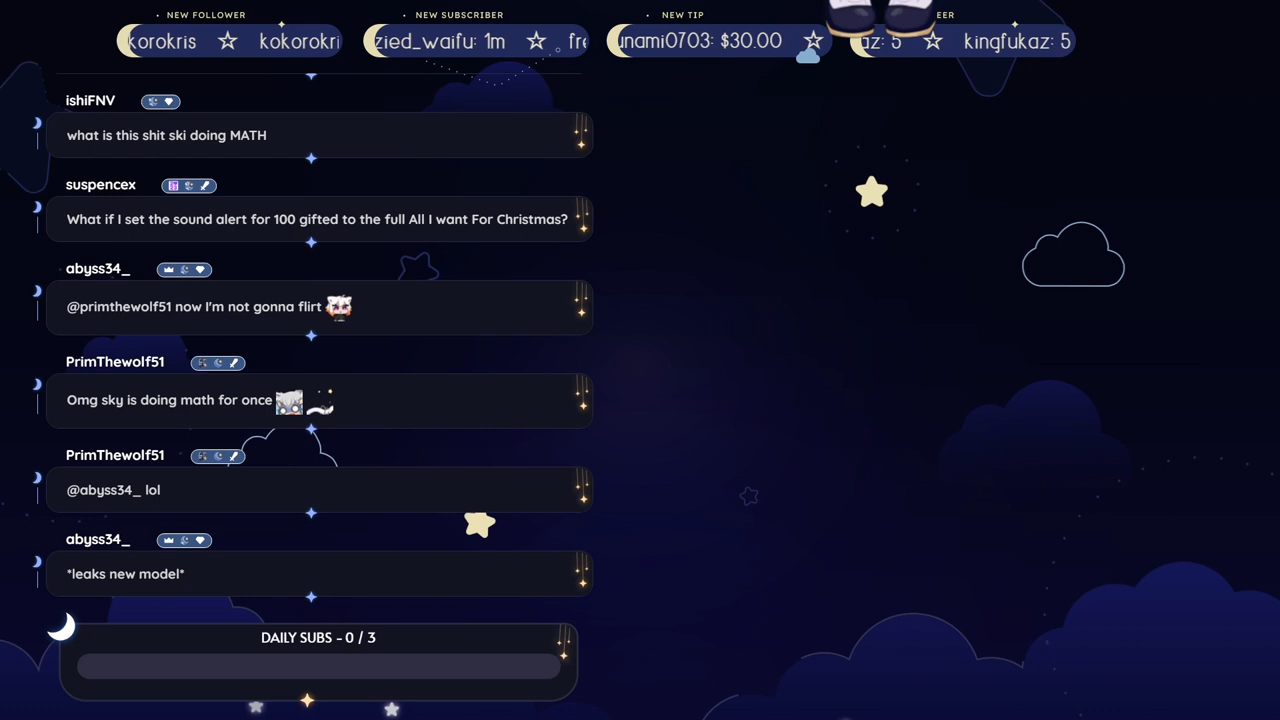 NEW FOLLOWER
NEW SUBSCRIBER
NEW TIP
korokris ☆ kokorokri
zied_waifu: 1m ☆ fre
unami0703: $30.00 ☆
az: 5 ☆ kingfukaz: 5
ishiFNV
what is this shit ski doing MATH
suspencex
What if I set the sound alert for 100 gifted to the full All I want For Christmas?
abyss34_
@primthewolf51 now I'm not gonna flirt
PrimThewolf51
Omg sky is doing math for once
PrimThewolf51
@abyss34_ lol
abyss34_
*leaks new model*
DAILY SUBS - 0 / 3